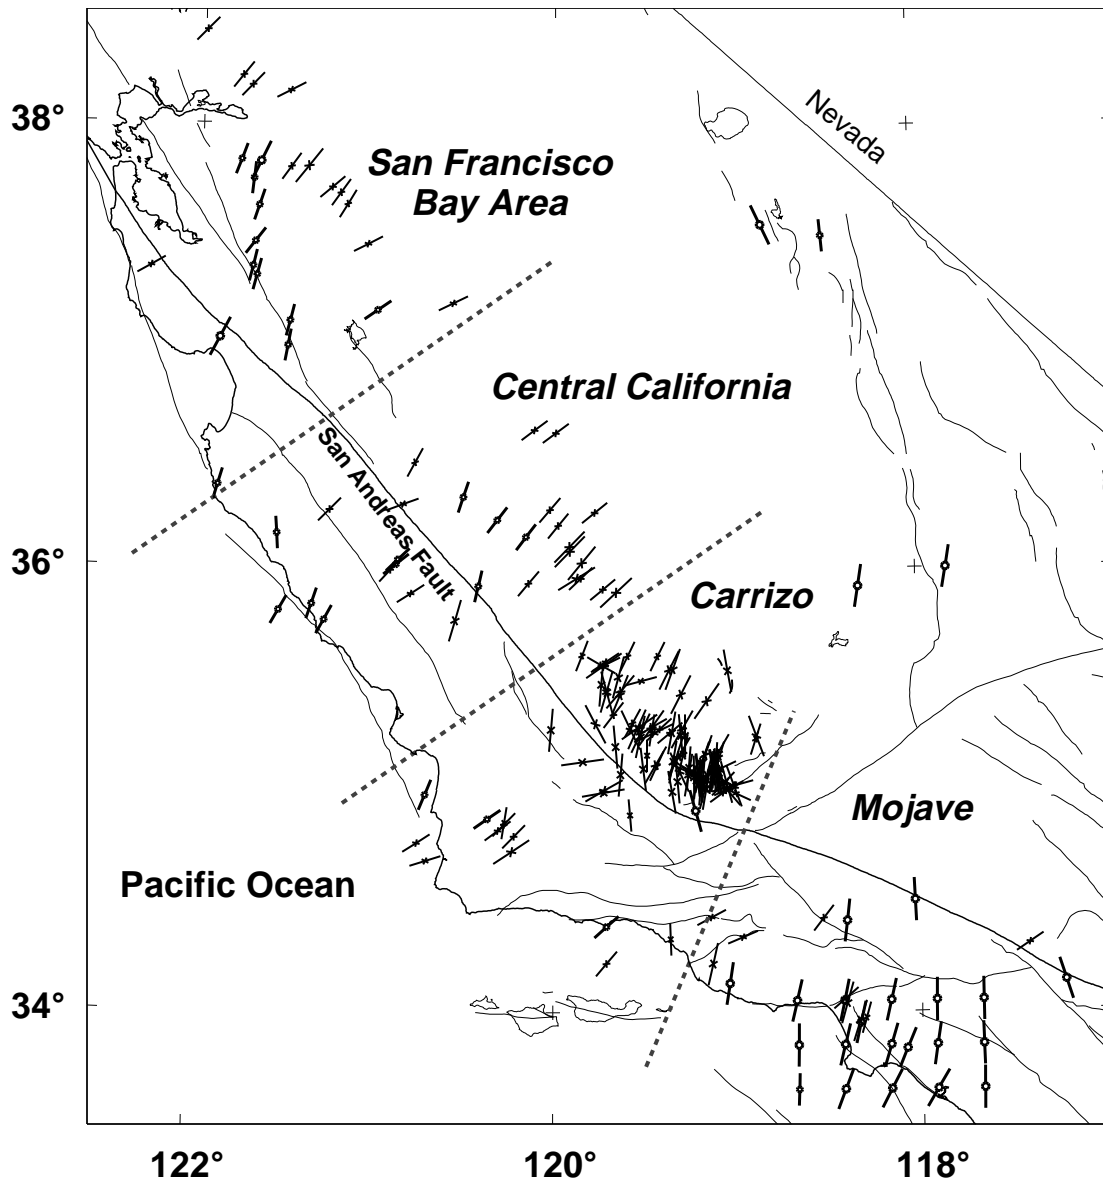 38°
Nevada
San Francisco
Bay Area
Central California
San Andreas Fault
36°
Carrizo
Mojave
Pacific Ocean
34°
122°
120°
118°